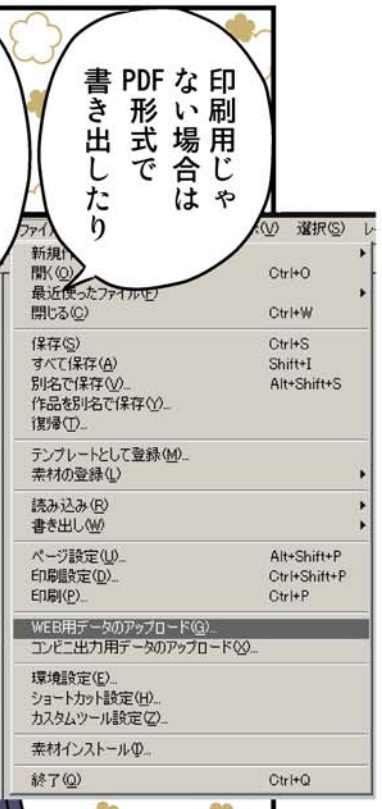 印刷用じゃ
ない場合は
PDF形式で
書き出したり
ファイ
(V) 選択(S) レ
新規
開く(O) Ctrl+O
最近使ったファイル(F)
閉じる(C) Ctrl+W
保存(S) Ctrl+S
すべて保存(A) Shift+I
別名で保存(V)... Alt+Shift+S
作品を別名で保存(Y)...
復帰(T)...
テンプレートとして登録(M)...
素材の登録(L)
読み込み(R)
書き出し(W)
ページ設定(U)... Alt+Shift+P
印刷設定(D)... Ctrl+Shift+P
印刷(P)... Ctrl+P
WEB用データのアップロード(G)...
コンビニ出力用データのアップロード(X)...
環境設定(E)...
ショートカット設定(H)...
カスタムツール設定(Z)...
素材インストール(I)...
終了(Q) Ctrl+Q